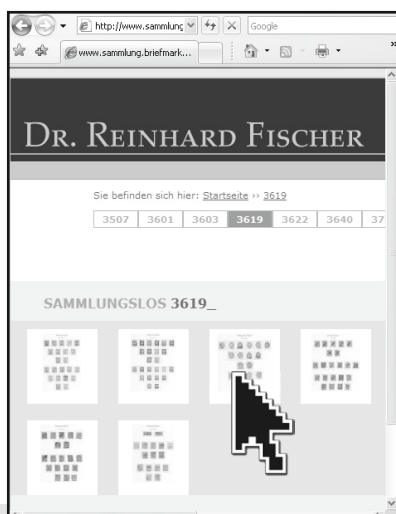 http://www.sammlung
Google
www.sammlung.briefmark...
DR. REINHARD FISCHER
Sie befinden sich hier: Startseite ›› 3619
3507 3601 3603 3619 3622 3640 37
SAMMLUNGSLOS 3619_